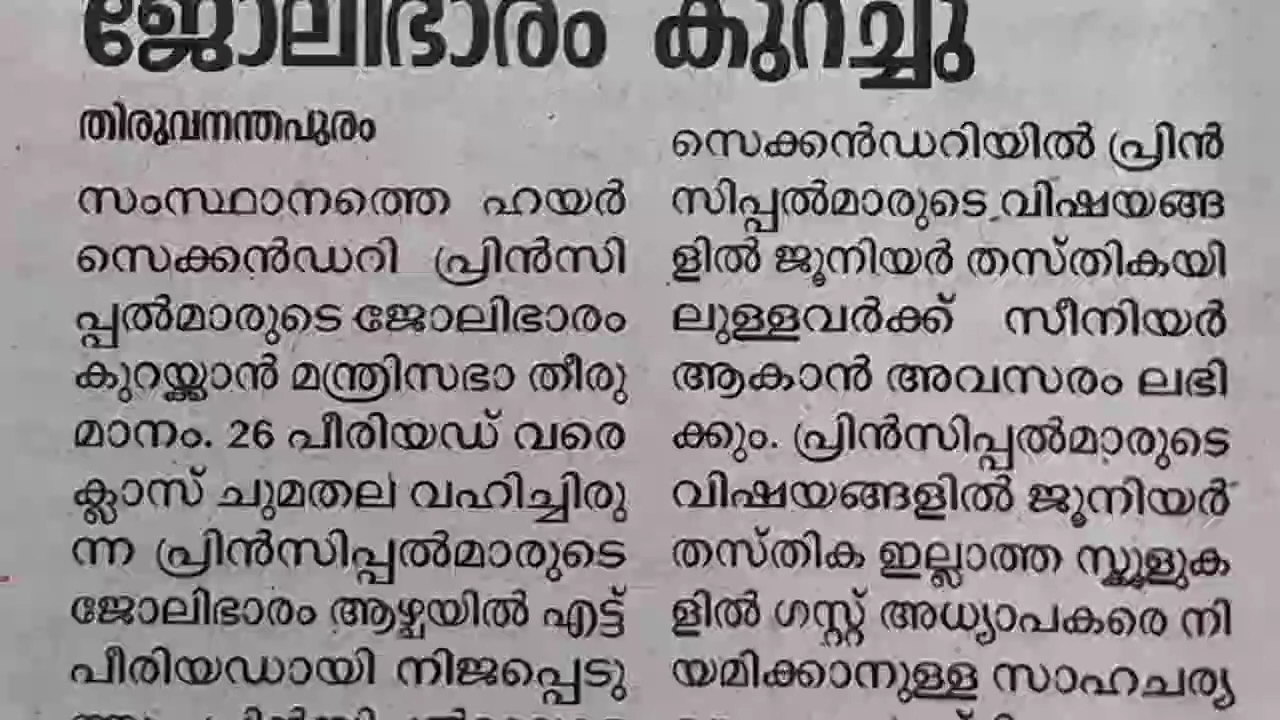 ജോലിഭാരം കുറച്ചു
തിരുവനന്തപുരം
സംസ്ഥാനത്തെ ഹയർ
സെക്കൻഡറി പ്രിൻസി
പ്പൽമാരുടെ ജോലിഭാരം
കുറയ്ക്കാൻ മന്ത്രിസഭാ തീരു
മാനം. 26 പീരിയഡ് വരെ
ക്ലാസ് ചുമതല വഹിച്ചിരു
ന്ന പ്രിൻസിപ്പൽമാരുടെ
ജോലിഭാരം ആഴ്ചയിൽ എട്ട്
പീരിയഡായി നിജപ്പെടു
സെക്കൻഡറിയിൽ പ്രിൻ
സിപ്പൽമാരുടെ വിഷയങ്ങ
ളിൽ ജൂനിയർ തസ്തികയി
ലുള്ളവർക്ക് സീനിയർ
ആകാൻ അവസരം ലഭി
ക്കും. പ്രിൻസിപ്പൽമാരുടെ
വിഷയങ്ങളിൽ ജൂനിയർ
തസ്തിക ഇല്ലാത്ത സ്കൂളുക
ളിൽ ഗസ്റ്റ് അധ്യാപകരെ നി
യമിക്കാനുള്ള സാഹചര്യ